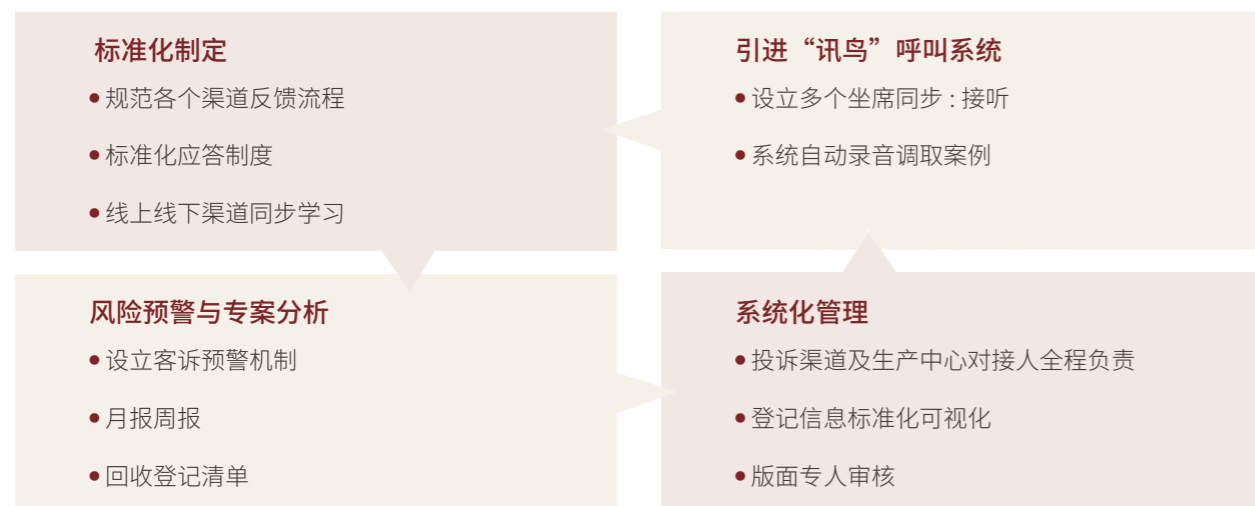 标准化制定
规范各个渠道反馈流程
标准化应答制度
线上线下渠道同步学习
引进“讯鸟”呼叫系统
设立多个坐席同步 : 接听
系统自动录音调取案例
风险预警与专案分析
设立客诉预警机制
月报周报
回收登记清单
系统化管理
投诉渠道及生产中心对接人全程负责
登记信息标准化可视化
版面专人审核